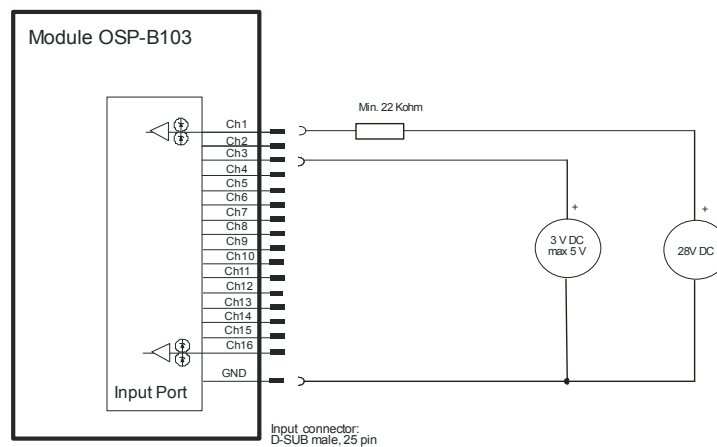 Module OSP-B103
Min. 22 Kohm
Ch1
Ch2
Ch3
Ch4
Ch5
Ch6
Ch7
Ch8
Ch9
Ch10
Ch11
Ch12
Ch13
Ch14
Ch15
Ch16
GND
Input Port
+
3 V DC
max 5 V
+
28V DC
Input connector:
D-SUB male, 25 pin